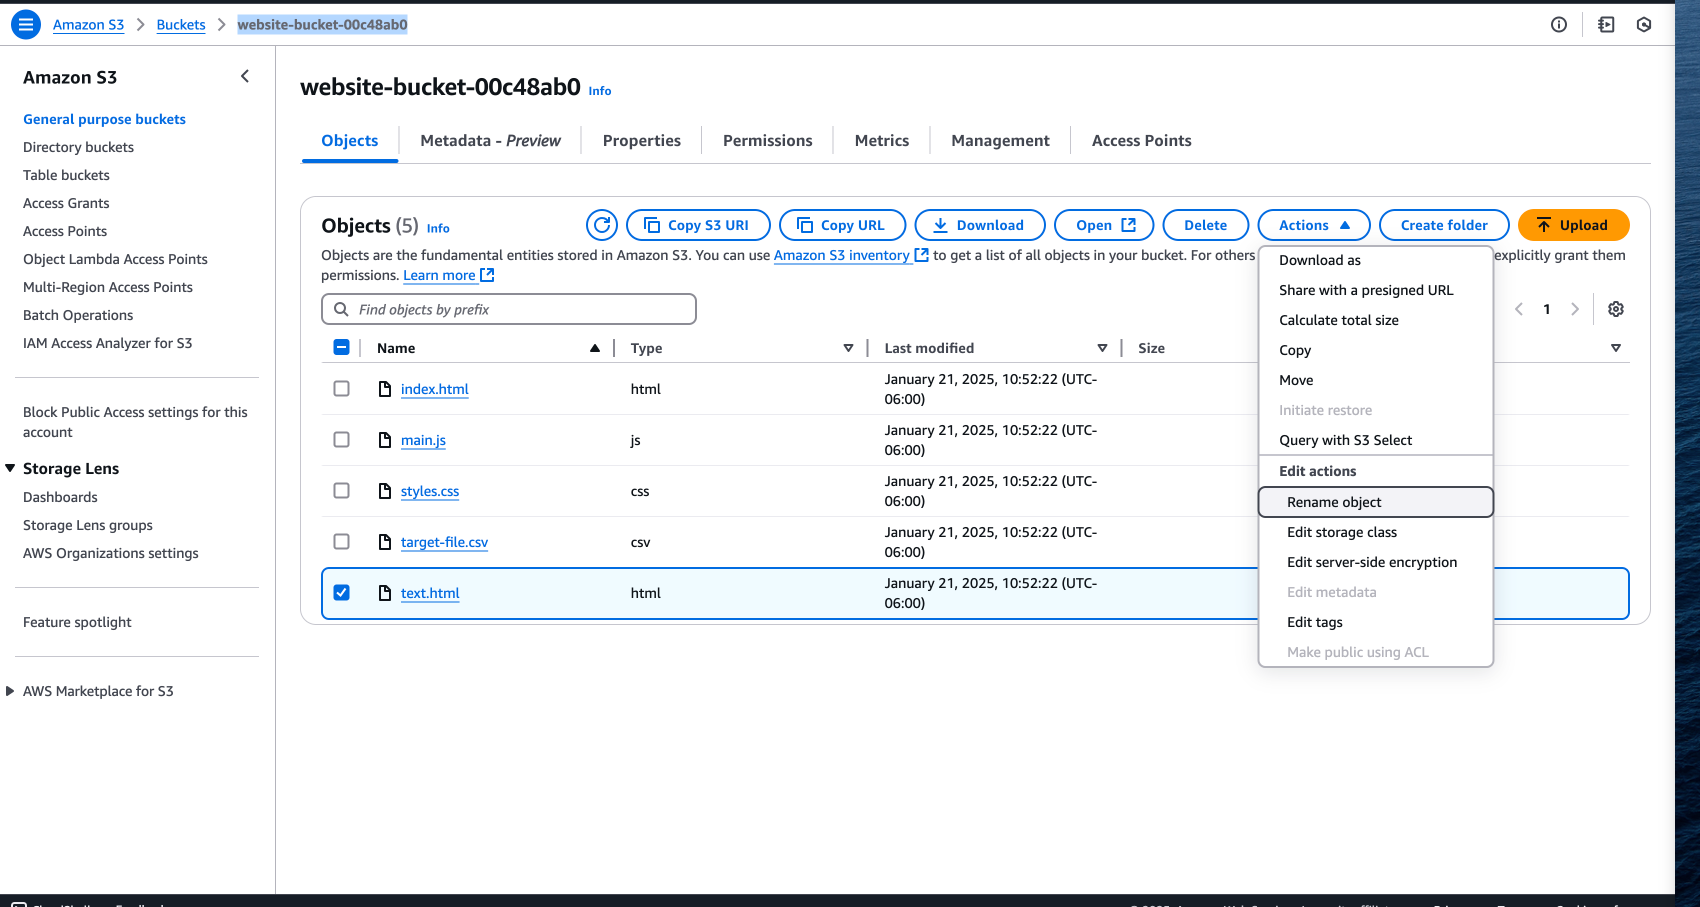 Amazon S3 > Buckets > website-bucket-00c48ab0
Amazon S3
General purpose buckets
Directory buckets
Table buckets
Access Grants
Access Points
Object Lambda Access Points
Multi-Region Access Points
Batch Operations
IAM Access Analyzer for S3
Block Public Access settings for this
account
Storage Lens
Dashboards
Storage Lens groups
AWS Organizations settings
Feature spotlight
AWS Marketplace for S3
website-bucket-00c48ab0 Info
Objects Metadata - Preview Properties Permissions Metrics Management Access Points
Objects (5) Info Copy S3 URI Copy URL Download Open Delete Actions Create folder Upload
Objects are the fundamental entities stored in Amazon S3. You can use Amazon S3 inventory to get a list of all objects in your bucket. For others explicitly grant them
permissions. Learn more
Find objects by prefix 1
Name Type Last modified Size
index.html html January 21, 2025, 10:52:22 (UTC-
06:00)
main.js js January 21, 2025, 10:52:22 (UTC-
06:00)
styles.css css January 21, 2025, 10:52:22 (UTC-
06:00)
target-file.csv csv January 21, 2025, 10:52:22 (UTC-
06:00)
text.html html January 21, 2025, 10:52:22 (UTC-
06:00)
Download as
Share with a presigned URL
Calculate total size
Copy
Move
Initiate restore
Query with S3 Select
Edit actions
Rename object
Edit storage class
Edit server-side encryption
Edit metadata
Edit tags
Make public using ACL